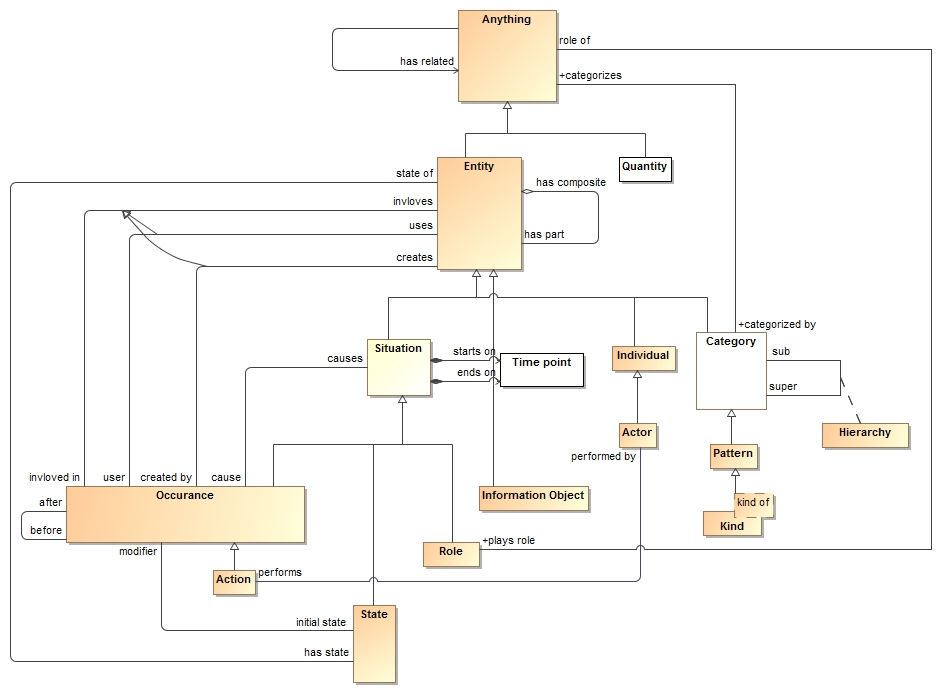 Anything
role of
has related
+categorizes
Entity
Quantity
state of
has composite
invloves
uses
has part
creates
+categorized by
Situation
Category
causes
starts on
Individual
sub
Time point
ends on
super
Actor
Hierarchy
performed by
Pattern
invloved in
user
created by
cause
Occurance
Information Object
after
kind of
before
Kind
modifier
Role
+plays role
Action
performs
State
initial state
has state